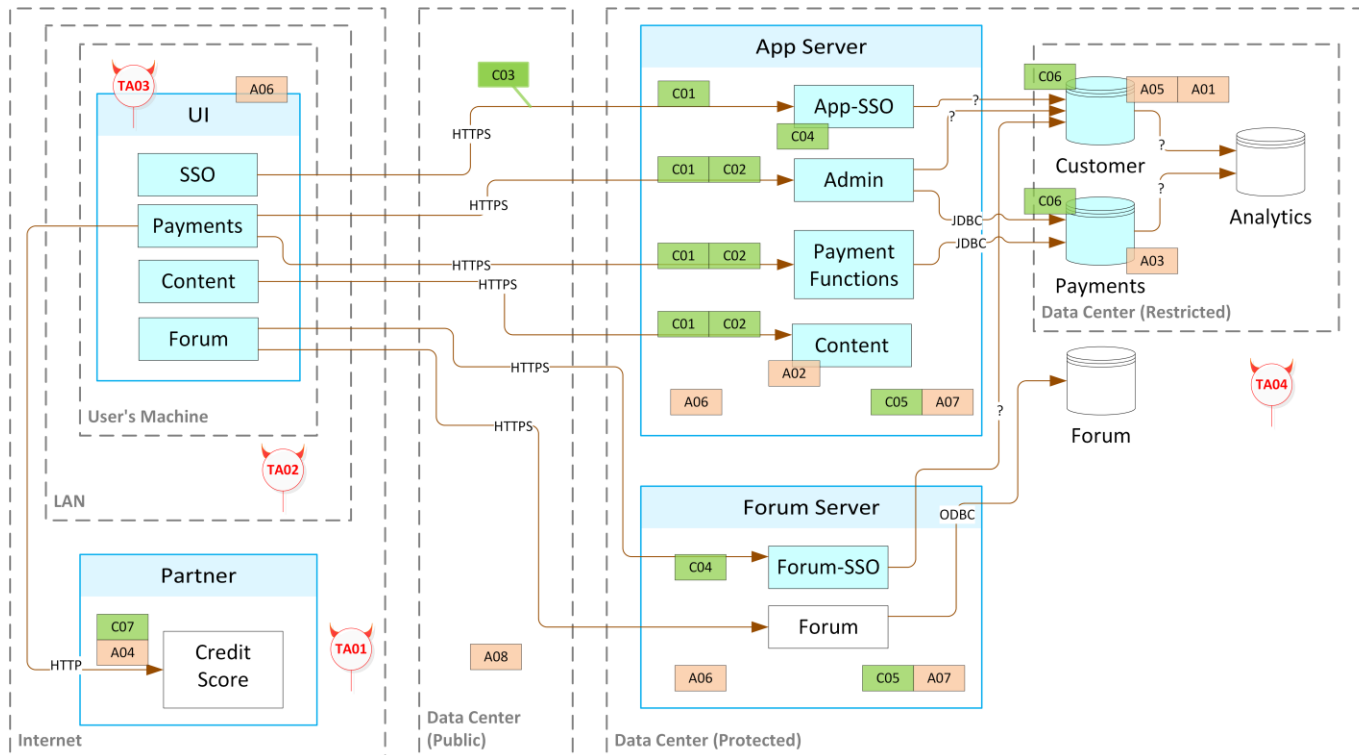 TA03
A06
UI
SSO
Payments
Content
Forum
User's Machine
TA02
LAN
Partner
C07
A04
HTTP
Credit
Score
TA01
Internet
C03
HTTPS
HTTPS
HTTPS
HTTPS
HTTPS
HTTPS
A08
Data Center
(Public)
App Server
C01
App-SSO
C04
C01
C02
Admin
C01
C02
Payment
Functions
C01
C02
Content
A02
A06
C05
A07
?
?
JDBC
JDBC
?
Forum Server
ODBC
C04
Forum-SSO
Forum
A06
C05
A07
C06
A05
A01
Customer
?
?
Analytics
C06
A03
Payments
Data Center (Restricted)
Forum
TA04
Data Center (Protected)